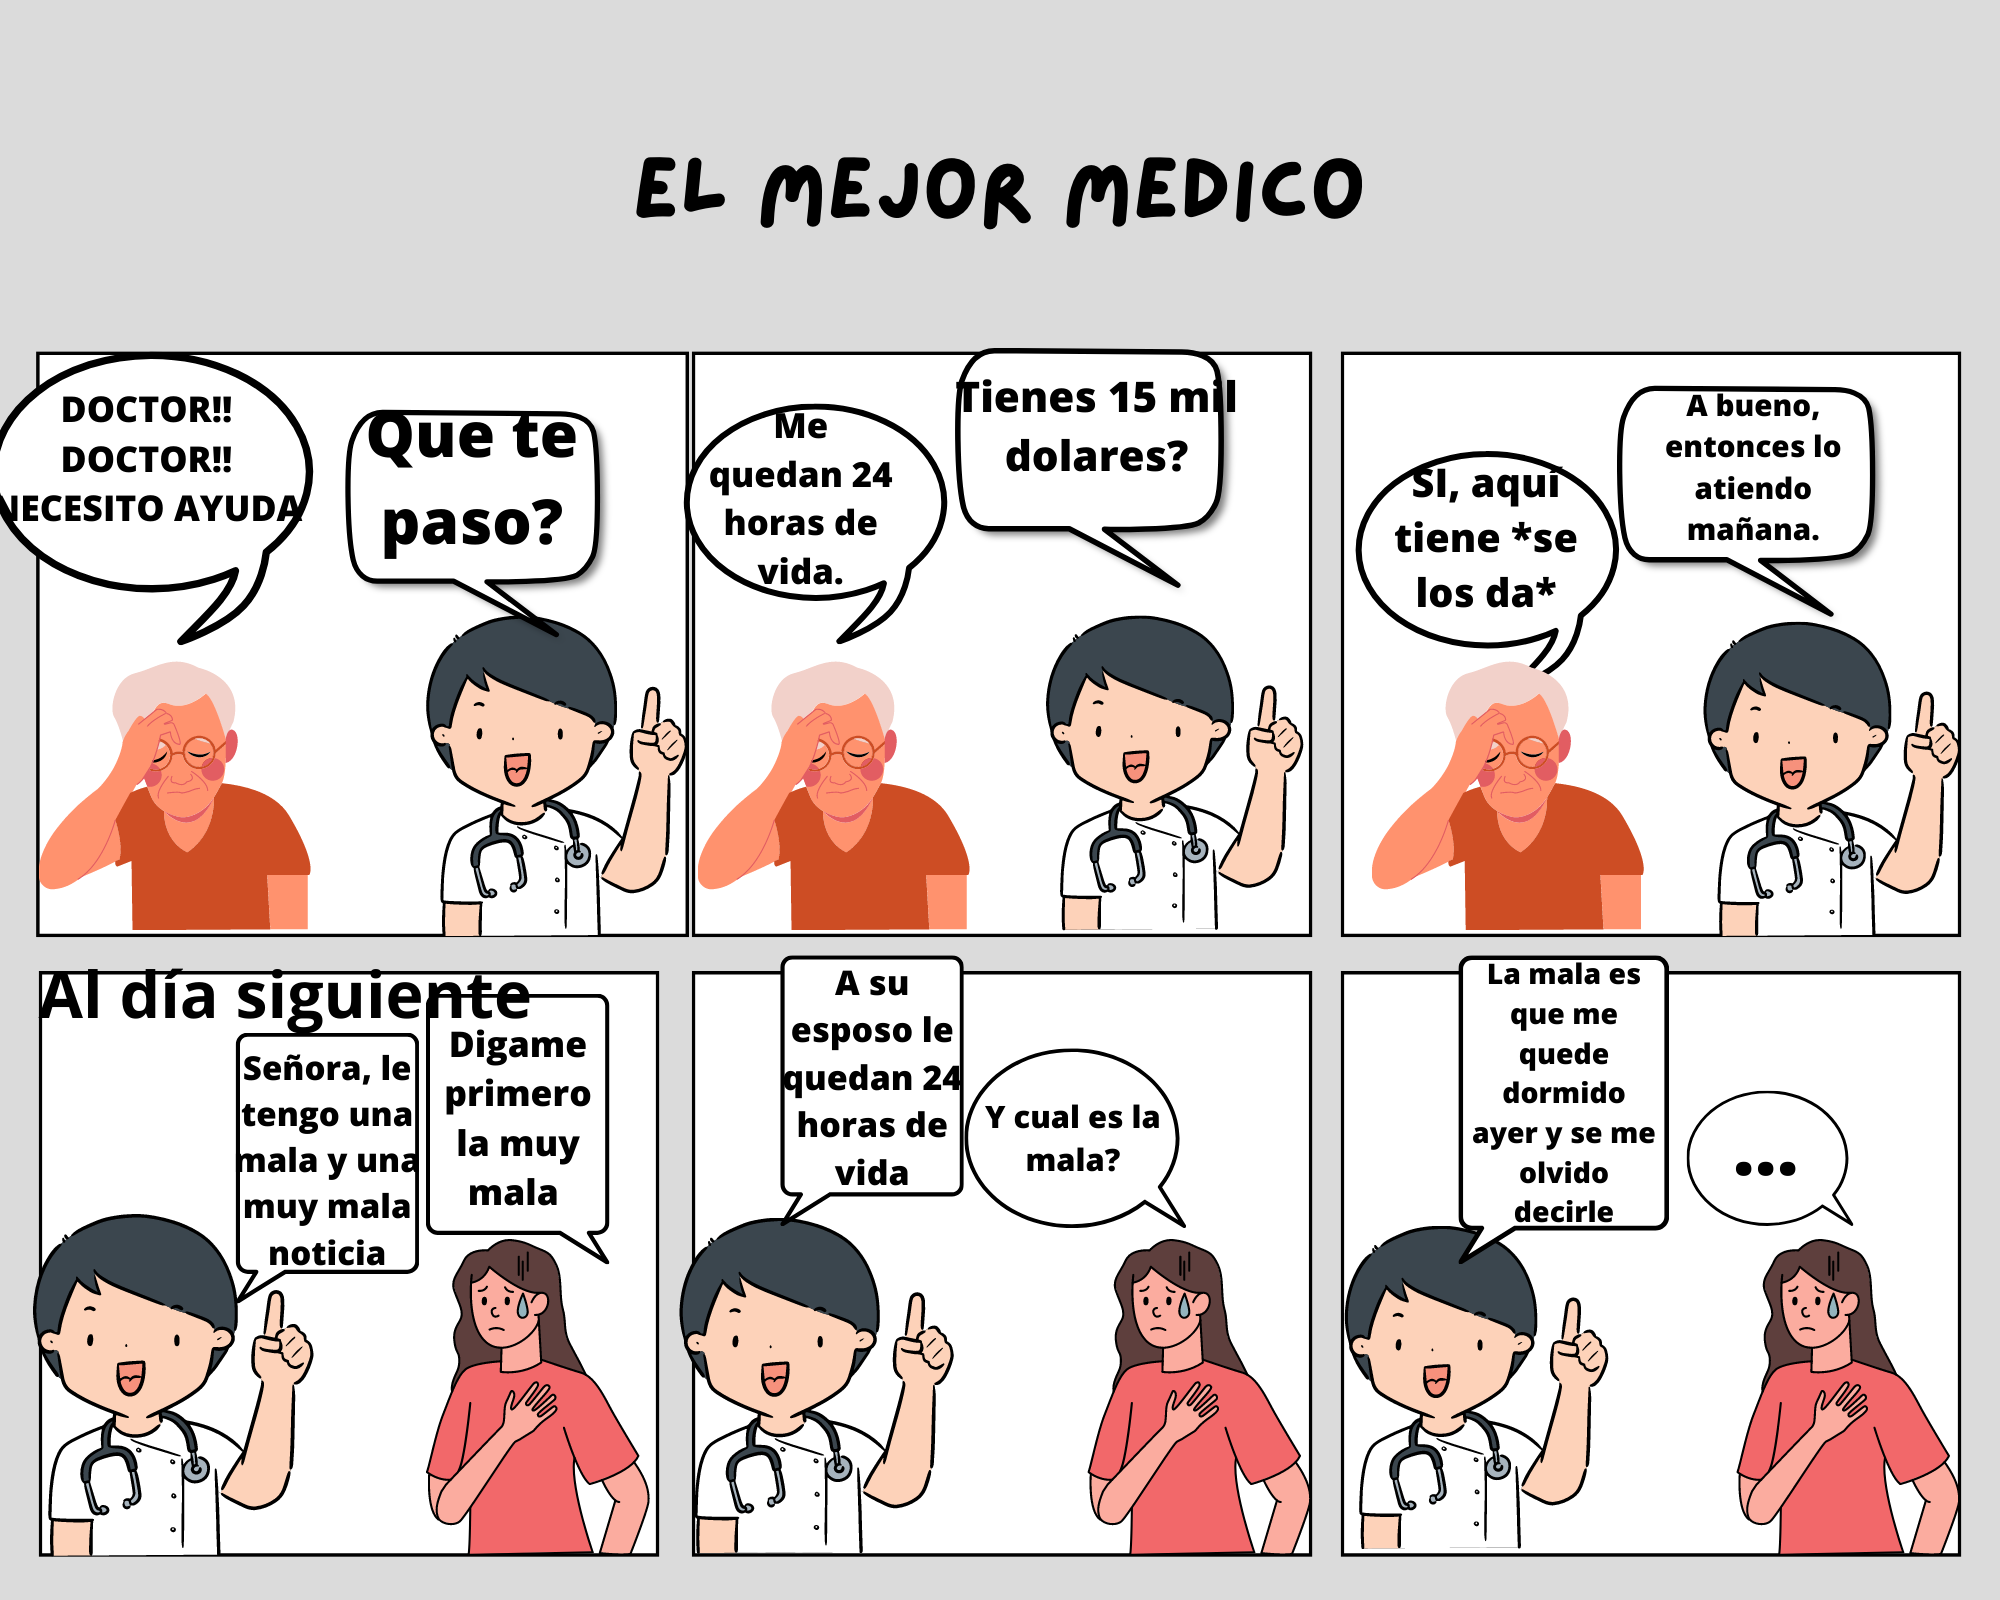 EL MEJOR MEDICO
DOCTOR!!
DOCTOR!!
NECESITO AYUDA
Que te
paso?
Me
quedan 24
horas de
vida.
Tienes 15 mil
dolares?
SI, aquí
tiene *se
los da*
A bueno,
entonces lo
atiendo
mañana.
Al día siguiente
Señora, le
tengo una
mala y una
muy mala
noticia
Digame
primero
la muy
mala
A su
esposo le
quedan 24
horas de
vida
Y cual es la
mala?
La mala es
que me
quede
dormido
ayer y se me
olvido
decirle
...